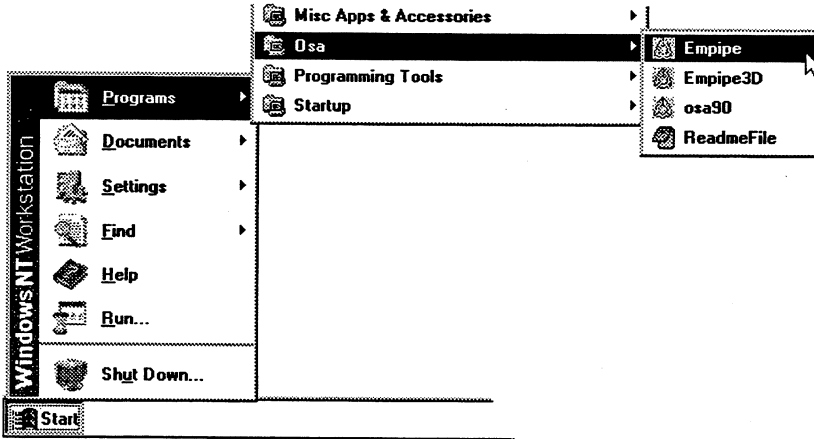 Misc Apps & Accessories
Osa
Programming Tools
Startup
Empipe
Empipe3D
osa90
ReadmeFile
Windows NT Workstation
Programs
Documents
Settings
Find
Help
Run...
Shut Down...
Start